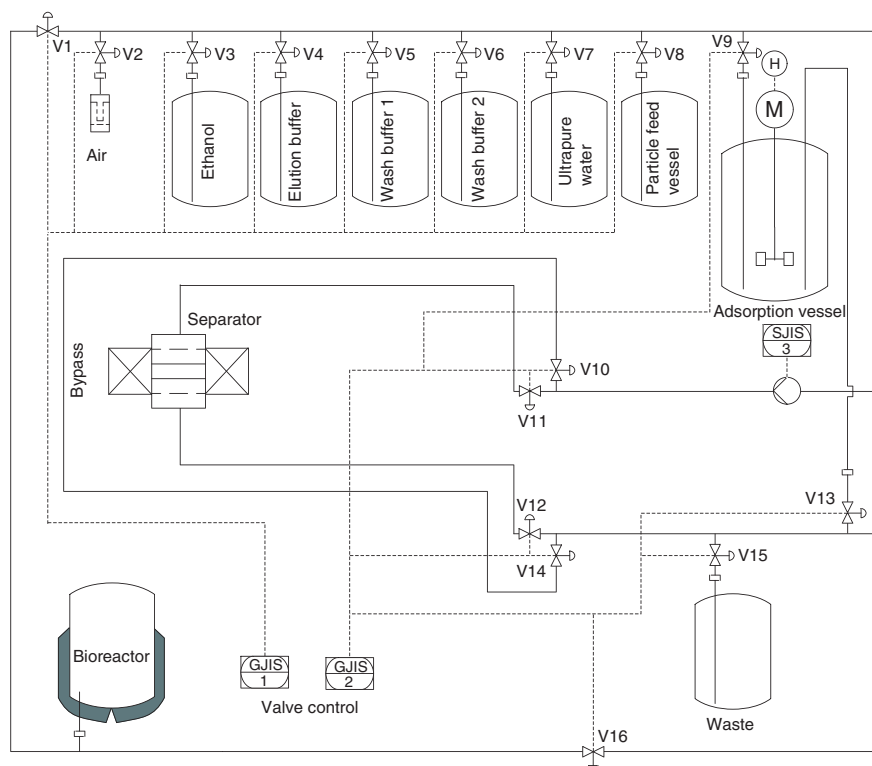 V1
V2
V3
V4
V5
V6
V7
V8
V9
H
M
Air
Ethanol
Elution buffer
Wash buffer 1
Wash buffer 2
Ultrapure
water
Particle feed
vessel
Adsorption vessel
Separator
SJIS
3
Bypass
V10
V11
V12
V13
V14
V15
Bioreactor
GJIS
1
GJIS
2
Valve control
Waste
V16